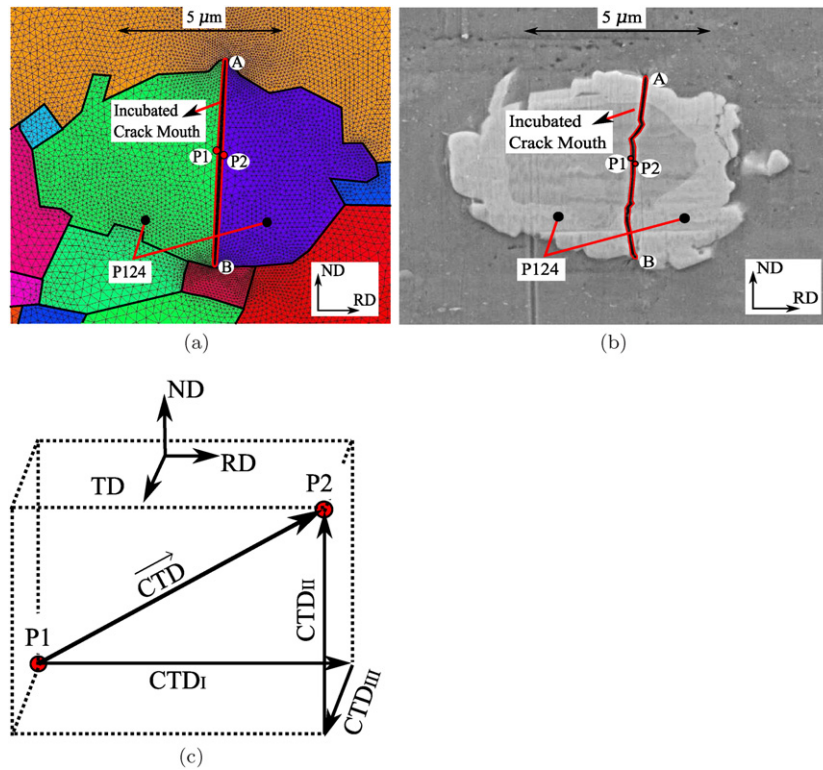 5 μm
A
Incubated
Crack Mouth
P1
P2
P124
B
ND
RD
(a)
5 μm
A
Incubated
Crack Mouth
P1
P2
P124
B
ND
RD
(b)
ND
RD
TD
P2
CTD
CTDII
P1
CTDI
CTDIII
(c)